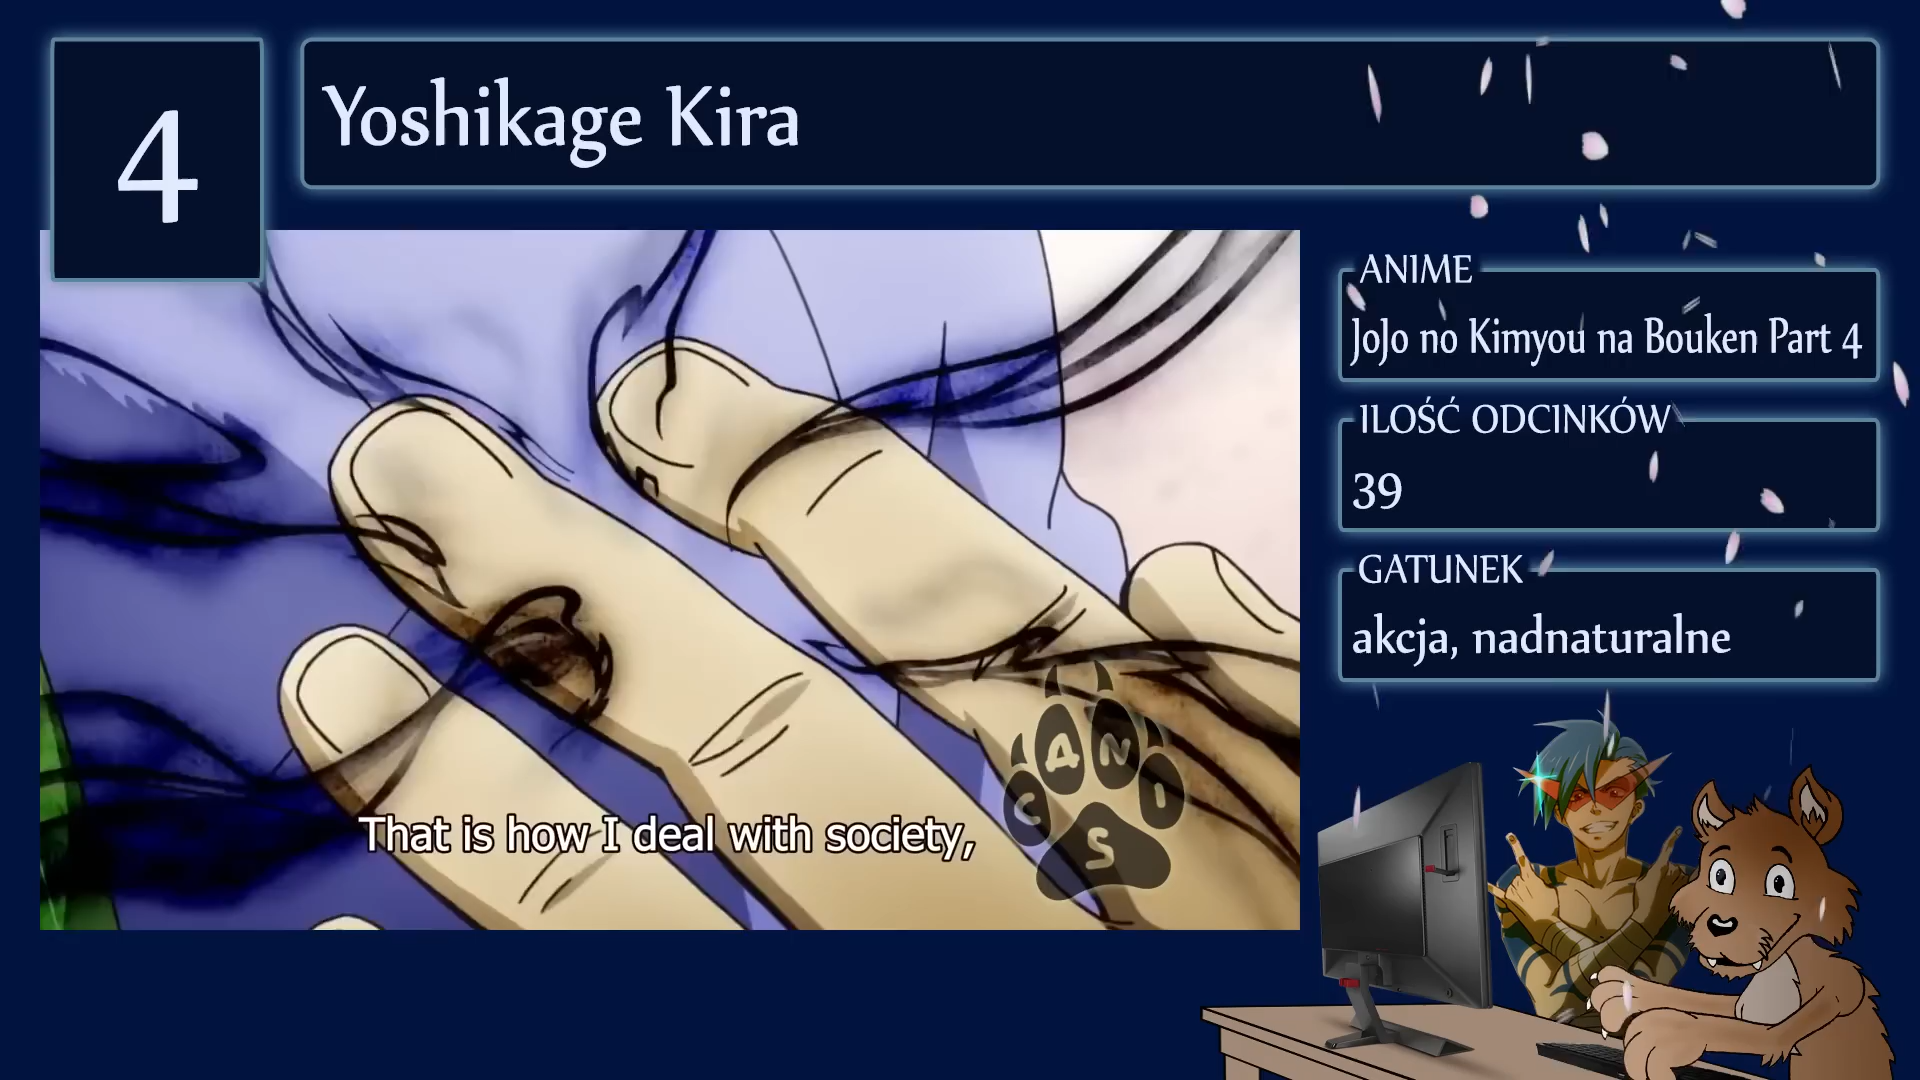 4
Yoshikage Kira
ANIME
JoJo no Kimyou na Bouken Part 4
ILOŚĆ ODCINKÓW
39
GATUNEK
akcja, nadnaturalne
That is how I deal with society,
CANIS